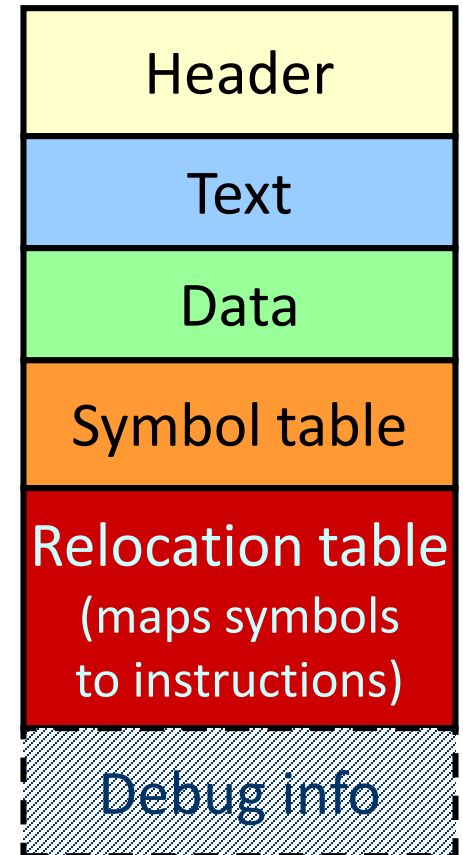 Header
Text
Data
Symbol table
Relocation table
(maps symbols
to instructions)
Debug info